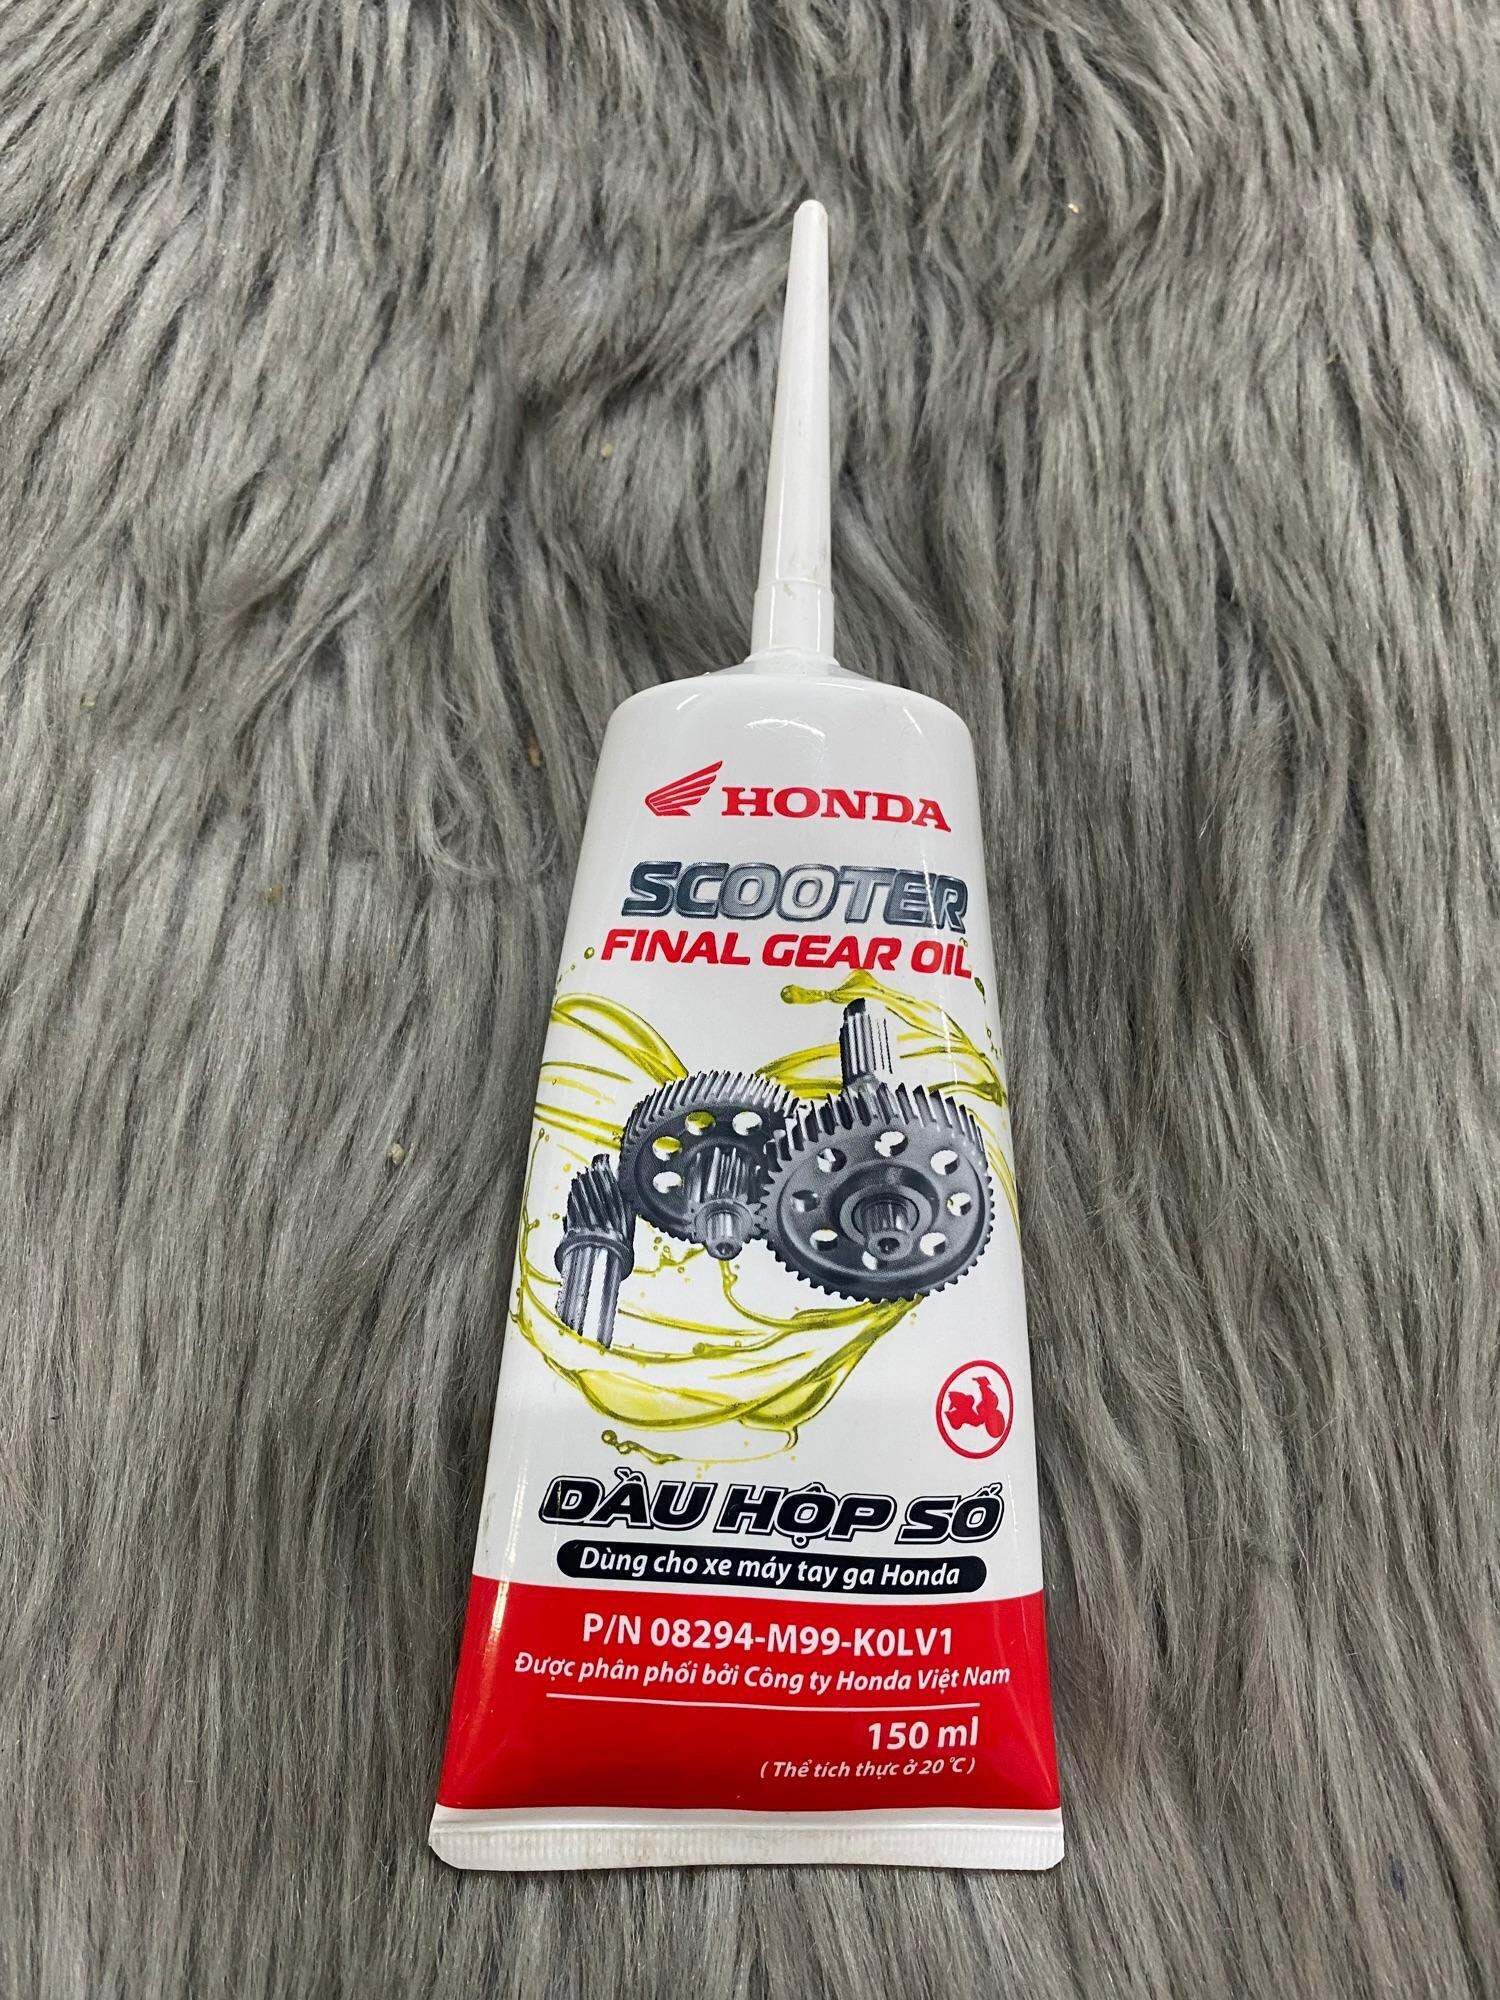 HONDA
SCOOTER
FINAL GEAR OIL
DẦU HỘP SỐ
Dùng cho xe máy tay ga Honda
P/N 08294-M99-K0LV1
Được phân phối bởi Công ty Honda Việt Nam
150 ml
( Thể tích thực ở 20 °C )